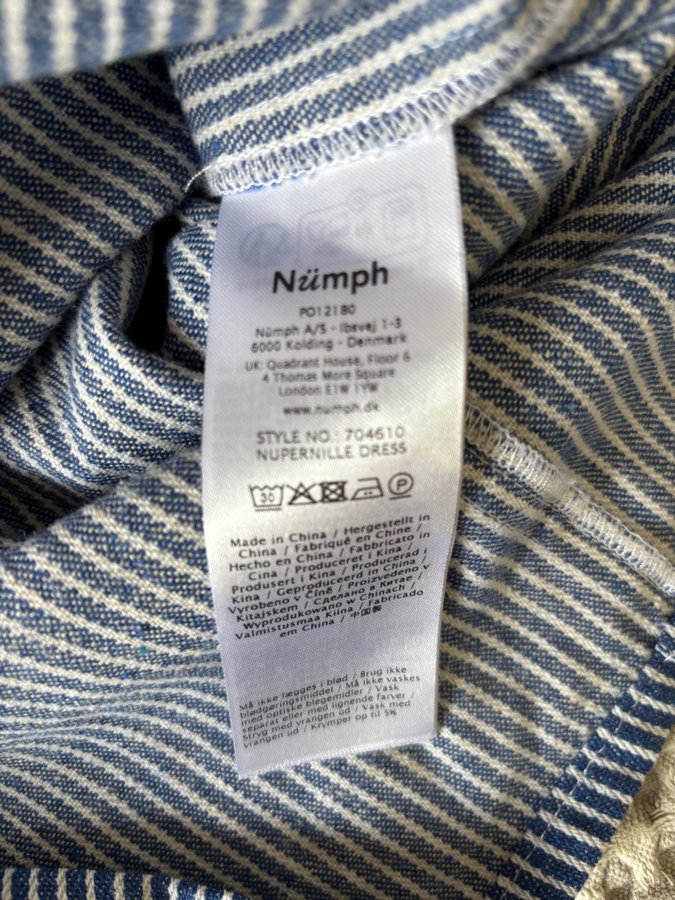 Nümph
PO12180
Nümph A/S - Ibsvej 1-3
6000 Kolding - Denmark
UK: Quadrant House, Floor 6
4 Thomas More Square
London E1W 1YW
www.numph.dk
STYLE NO.: 704610
NUPERNILLE DRESS
30 P
Made in China / Hergestellt in
China / Fabriqué en Chine /
Hecho en China / Fabbricato in
Cina / Produceret i Kina /
Produsert i Kina / Producerad i
Kina / Geproduceerd in China /
Vyrobeno v Číně / Proizvedeno v
Kitajskem / Сделано в Китае /
Wyprodukowano w Chinach /
Valmistusmaa Kiina / Fabricado
em China / 中国製
Må ikke lægges i blød / Brug ikke
blødgøringsmiddel / Må ikke vaskes
med optiske blegemidler / Vask
separat eller med lignende farver /
Stryg med vrangen ud / Vask med
vrangen ud / Krymper op til 5%